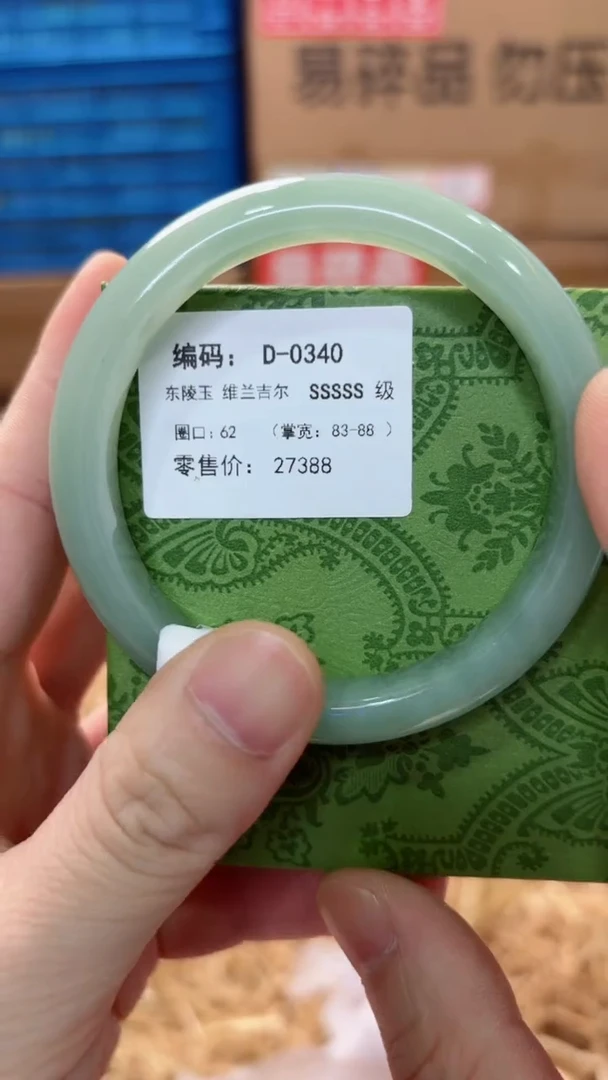 易碎品 勿压
编码： D-0340
东陵玉 维兰吉尔 SSSSS 级
圈口：62 （掌宽：83-88 ）
零售价： 27388